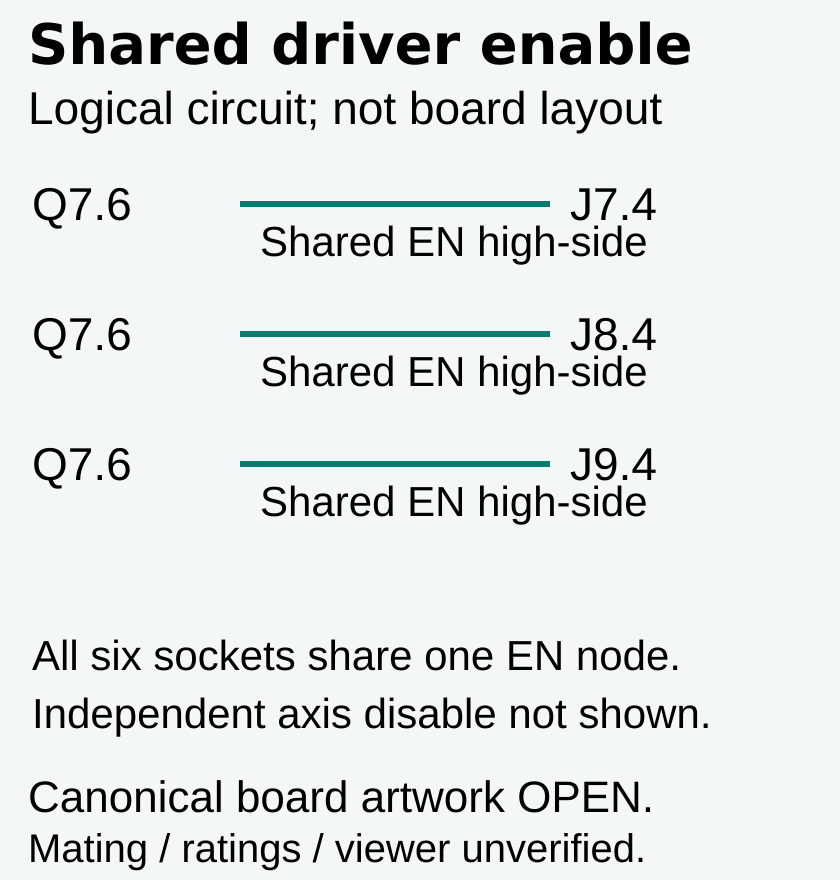 Shared driver enable
Logical circuit; not board layout
Q7.6 J7.4
Shared EN high-side
Q7.6 J8.4
Shared EN high-side
Q7.6 J9.4
Shared EN high-side
All six sockets share one EN node.
Independent axis disable not shown.
Canonical board artwork OPEN.
Mating / ratings / viewer unverified.